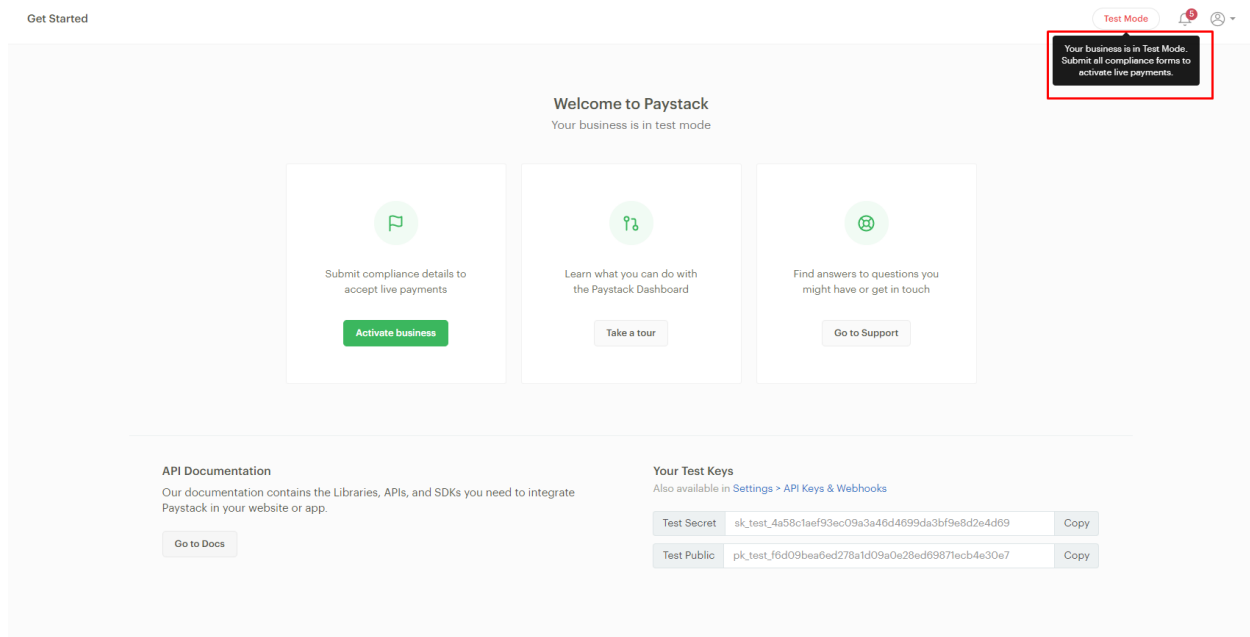 Get Started
Test Mode
5
Your business is in Test Mode.
Submit all compliance forms to
activate live payments.
Welcome to Paystack
Your business is in test mode
Submit compliance details to
accept live payments
Activate business
Learn what you can do with
the Paystack Dashboard
Take a tour
Find answers to questions you
might have or get in touch
Go to Support
API Documentation
Our documentation contains the Libraries, APIs, and SDKs you need to integrate
Paystack in your website or app.
Go to Docs
Your Test Keys
Also available in Settings > API Keys & Webhooks
Test Secret sk_test_4a58c1aef93ec09a3a46d4699da3bf9e8d2e4d69 Copy
Test Public pk_test_f6d09bea6ed278a1d09a0e28ed69871ecb4e30e7 Copy